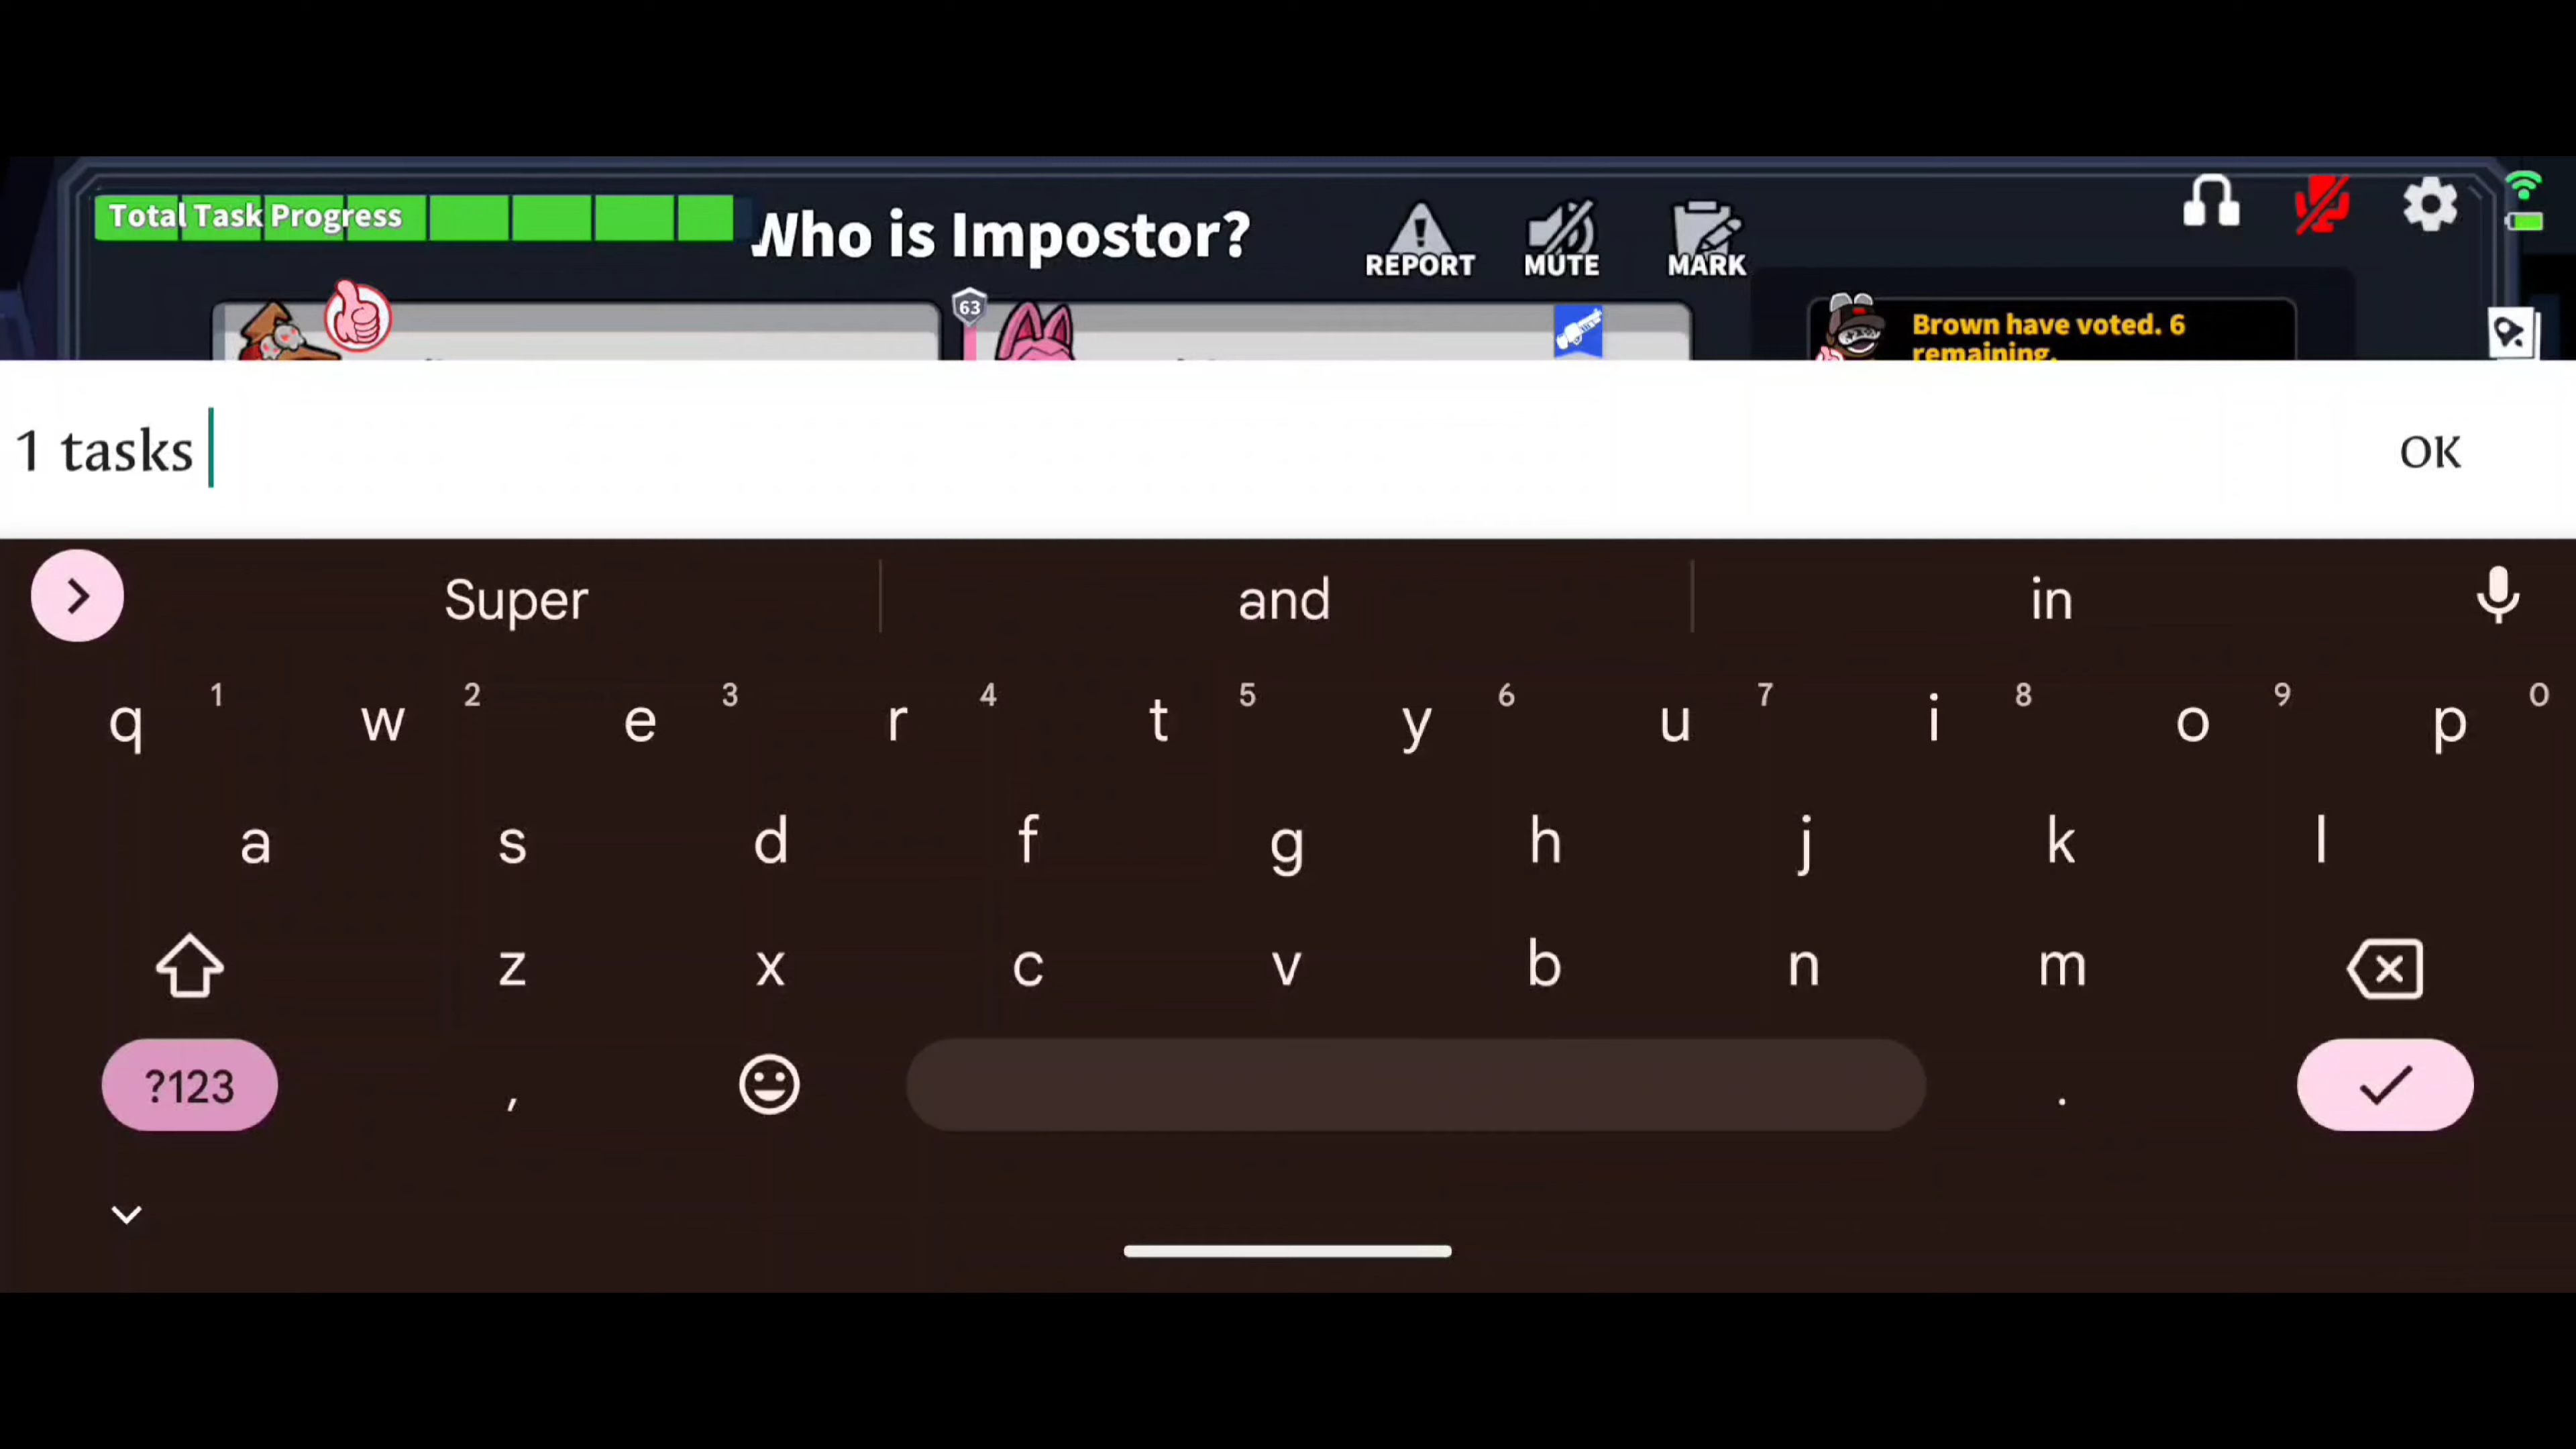 Total Task Progress
Who is Impostor?
REPORT
MUTE
MARK
63
Brown have voted. 6
remaining.
1 tasks
OK
Super
and
in
q 1 w 2 e 3 r 4 t 5 y 6 u 7 i 8 o 9 p 0
a s d f g h j k l
z x c v b n m
?123 , .